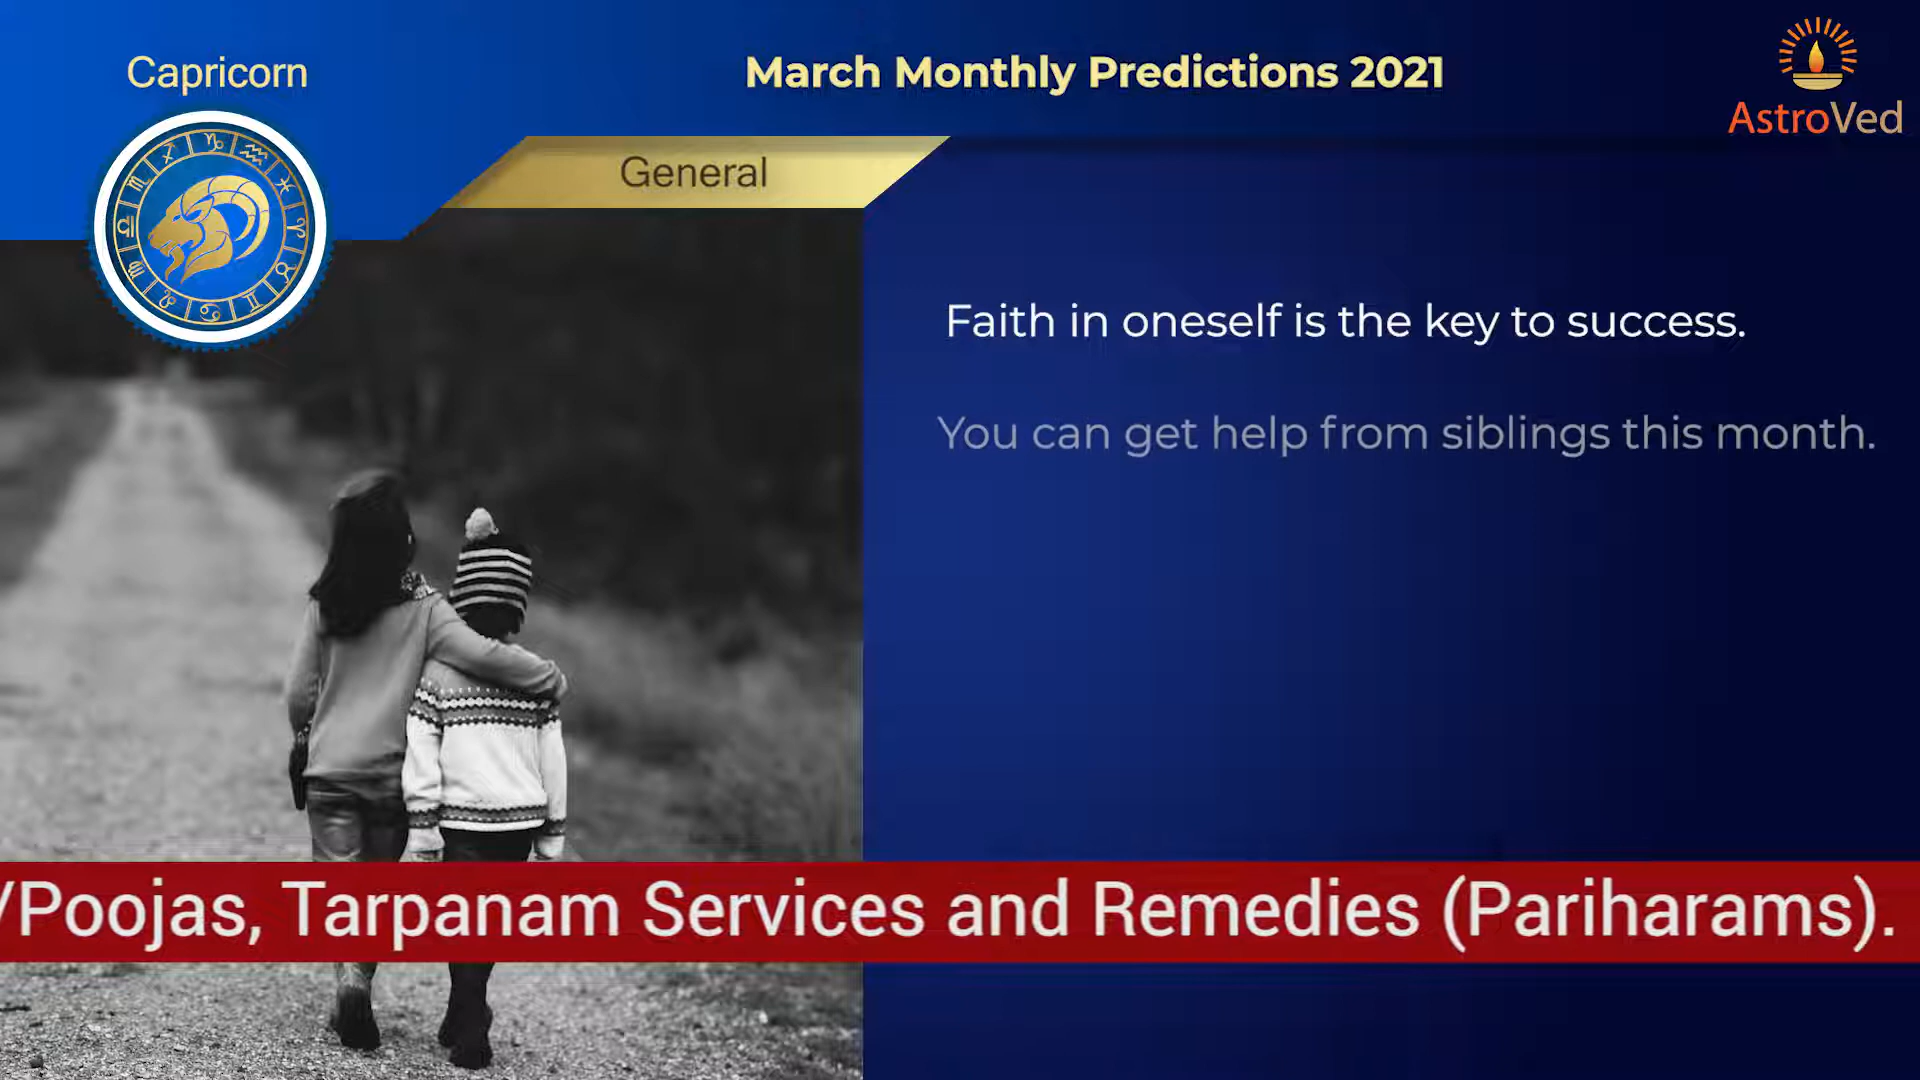 Capricorn
March Monthly Predictions 2021
AstroVed
General
Faith in oneself is the key to success.
You can get help from siblings this month.
/Poojas, Tarpanam Services and Remedies (Pariharams).